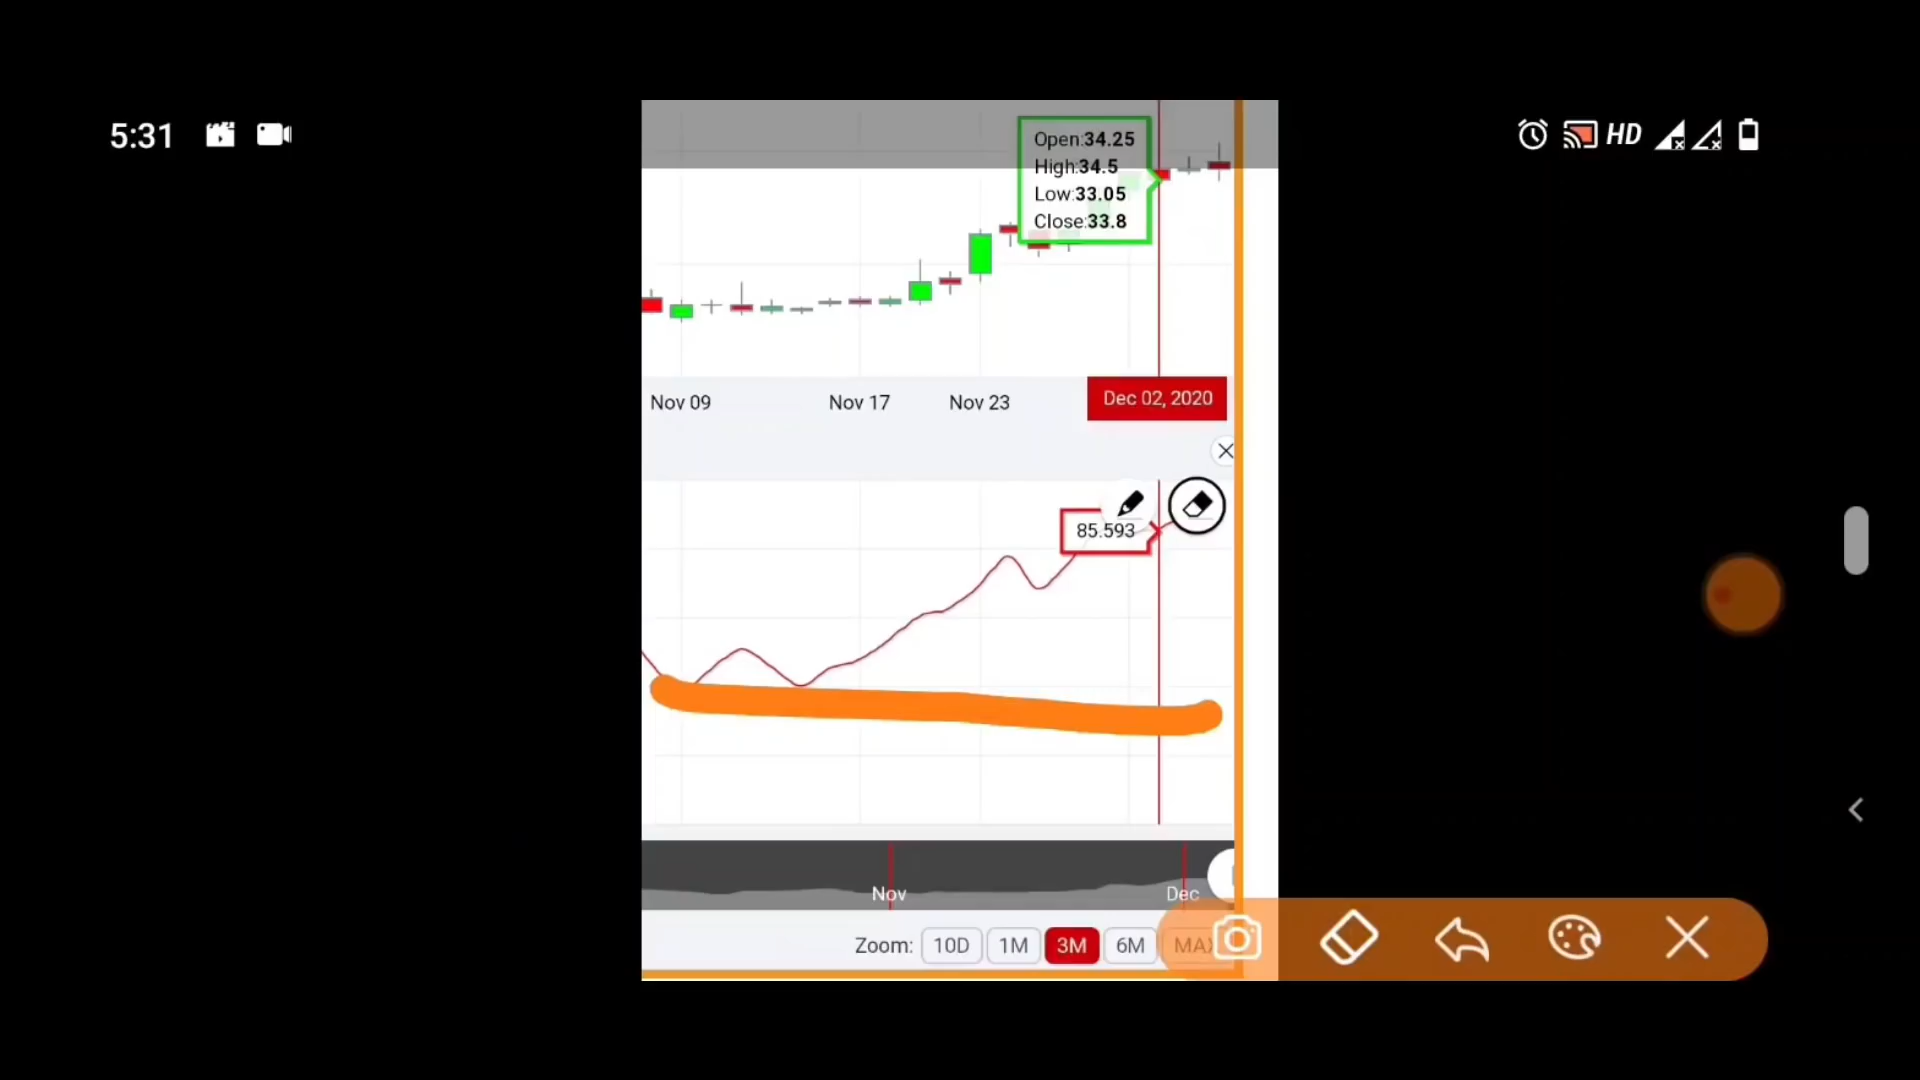 5:31
HD
Open:34.25
High:34.5
Low:33.05
Close:33.8
Nov 09
Nov 17
Nov 23
Dec 02, 2020
85.593
Nov
Dec
Zoom:
10D
1M
3M
6M
MAX